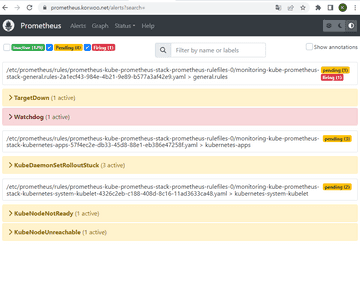 prometheus.korwoo.net/alerts?search=
Prometheus Alerts Graph Status Help
Inactive (129) Pending (6) Firing (1)
Filter by name or labels
Show annotations
/etc/prometheus/rules/prometheus-kube-prometheus-stack-prometheus-rulefiles-0/monitoring-kube-prometheus-
stack-general.rules-2a1ecf43-984e-4b21-9e89-b577a3af42e9.yaml > general.rules
pending (1)
firing (1)
TargetDown (1 active)
Watchdog (1 active)
/etc/prometheus/rules/prometheus-kube-prometheus-stack-prometheus-rulefiles-0/monitoring-kube-prometheus-
stack-kubernetes-apps-57f4ec2e-db33-45d8-88e1-eb386e47258f.yaml > kubernetes-apps
pending (3)
KubeDaemonSetRolloutStuck (3 active)
/etc/prometheus/rules/prometheus-kube-prometheus-stack-prometheus-rulefiles-0/monitoring-kube-prometheus-
stack-kubernetes-system-kubelet-4326c2eb-c188-408d-8c16-11ad3633ca48.yaml > kubernetes-system-kubelet
pending (2)
KubeNodeNotReady (1 active)
KubeNodeUnreachable (1 active)